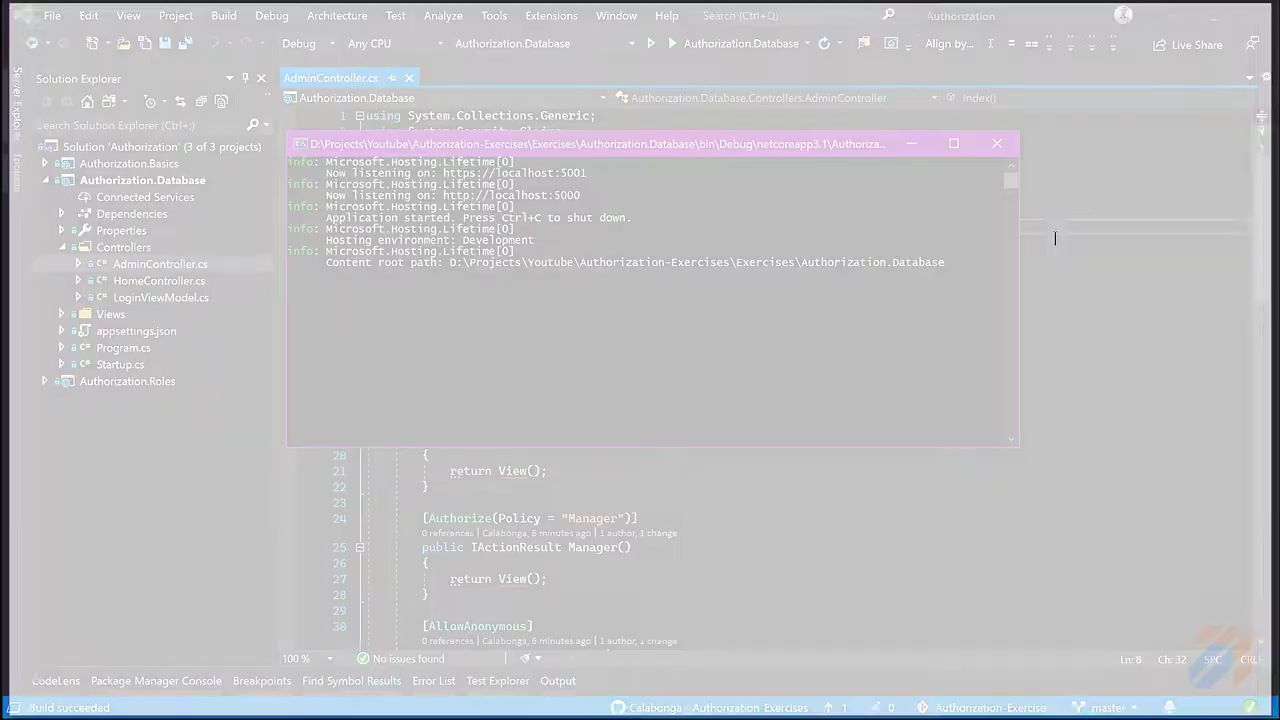 File Edit View Project Build Debug Architecture Test Analyze Tools Extensions Window Help Search (Ctrl+Q) Authorization
Debug Any CPU Authorization.Database Authorization.Database Align by... Live Share
Server Explorer
Solution Explorer
Search Solution Explorer (Ctrl+;)
Solution 'Authorization' (3 of 3 projects)
Authorization.Basics
Authorization.Database
Connected Services
Dependencies
Properties
Controllers
AdminController.cs
HomeController.cs
LoginViewModel.cs
Views
appsettings.json
Program.cs
Startup.cs
Authorization.Roles
AdminController.cs
Authorization.Database Authorization.Database.Controllers.AdminController Index()
1 using System.Collections.Generic;
D:\Projects\Youtube\Authorization-Exercises\Exercises\Authorization.Database\bin\Debug\netcoreapp3.1\Authoriza...
info: Microsoft.Hosting.Lifetime[0]
Now listening on: https://localhost:5001
info: Microsoft.Hosting.Lifetime[0]
Now listening on: http://localhost:5000
info: Microsoft.Hosting.Lifetime[0]
Application started. Press Ctrl+C to shut down.
info: Microsoft.Hosting.Lifetime[0]
Hosting environment: Development
info: Microsoft.Hosting.Lifetime[0]
Content root path: D:\Projects\Youtube\Authorization-Exercises\Exercises\Authorization.Database
20 {
21 return View();
22 }
23
24 [Authorize(Policy = "Manager")]
0 references | Calabonga, 6 minutes ago | 1 author, 1 change
25 public IActionResult Manager()
26 {
27 return View();
28 }
29
30 [AllowAnonymous]
0 references | Calabonga, 6 minutes ago | 1 author, 1 change
100 % No issues found Ln: 8 Ch: 32 SPC CRLF
CodeLens Package Manager Console Breakpoints Find Symbol Results Error List Test Explorer Output
Build succeeded Calabonga Authorization Exercises 1 0 Authorization-Exercise master